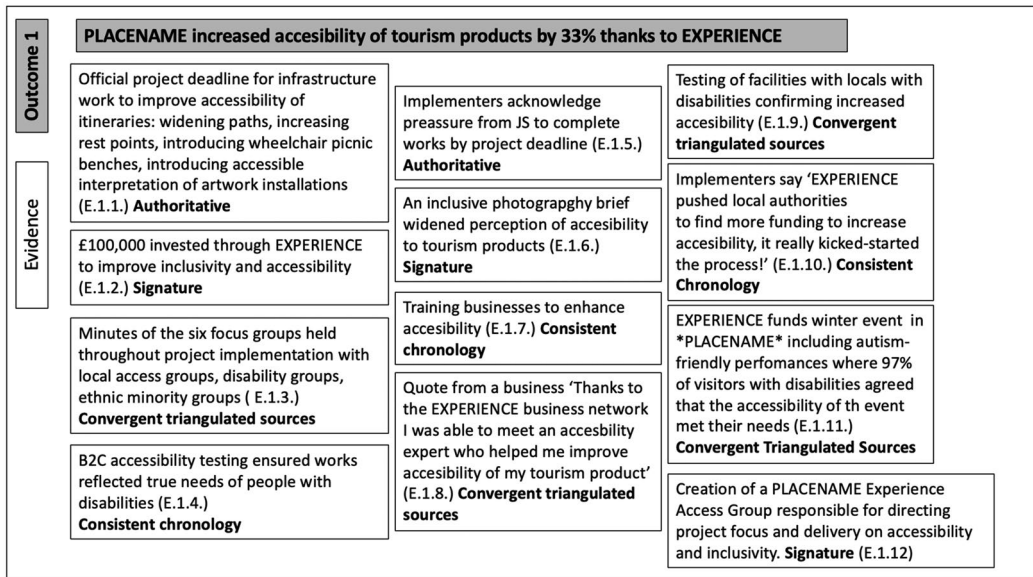 Outcome 1
PLACENAME increased accesibility of tourism products by 33% thanks to EXPERIENCE
Evidence
Official project deadline for infrastructure
work to improve accessibility of
itineraries: widening paths, increasing
rest points, introducing wheelchair picnic
benches, introducing accessible
interpretation of artwork installations
(E.1.1.) Authoritative
£100,000 invested through EXPERIENCE
to improve inclusivity and accessibility
(E.1.2.) Signature
Minutes of the six focus groups held
throughout project implementation with
local access groups, disability groups,
ethnic minority groups ( E.1.3.)
Convergent triangulated sources
B2C accessibility testing ensured works
reflected true needs of people with
disabilities (E.1.4.)
Consistent chronology
Implementers acknowledge
preassure from JS to complete
works by project deadline (E.1.5.)
Authoritative
An inclusive photograpghy brief
widened perception of accesibility
to tourism products (E.1.6.)
Signature
Training businesses to enhance
accesibility (E.1.7.) Consistent
chronology
Quote from a business ‘Thanks to
the EXPERIENCE business network
I was able to meet an accesbility
expert who helped me improve
accesibility of my tourism product’
(E.1.8.) Convergent triangulated
sources
Testing of facilities with locals with
disabilities confirming increased
accesibility (E.1.9.) Convergent
triangulated sources
Implementers say ‘EXPERIENCE
pushed local authorities
to find more funding to increase
accesibility, it really kicked-started
the process!’ (E.1.10.) Consistent
Chronology
EXPERIENCE funds winter event in
*PLACENAME* including autism-
friendly perfomances where 97%
of visitors with disabilities agreed
that the accessibility of th event
met their needs (E.1.11.)
Convergent Triangulated Sources
Creation of a PLACENAME Experience
Access Group responsible for directing
project focus and delivery on accessibility
and inclusivity. Signature (E.1.12)